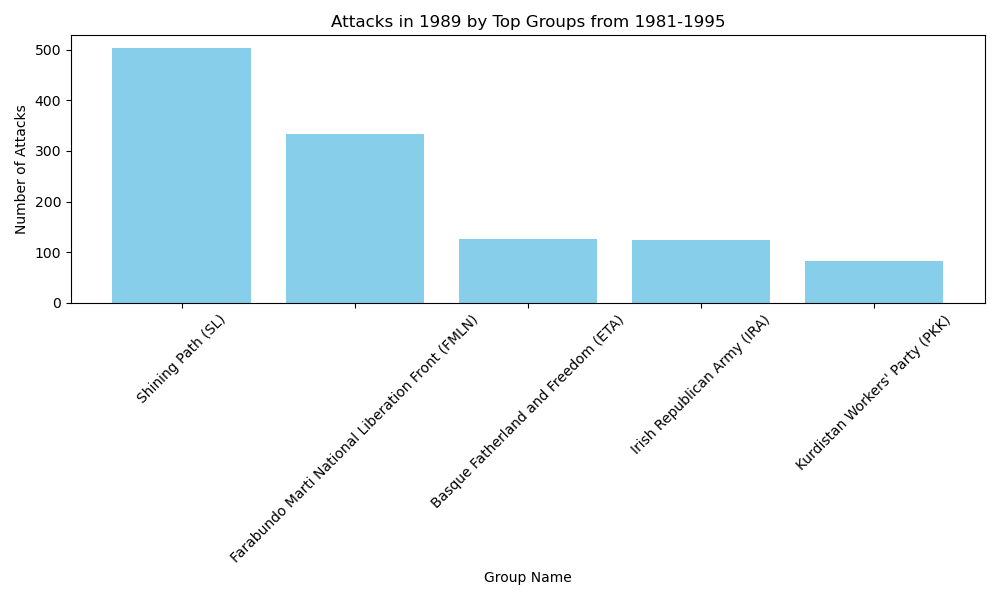 Attacks in 1989 by Top Groups from 1981-1995
Number of Attacks
500
400
300
200
100
0
Shining Path (SL)
Farabundo Marti National Liberation Front (FMLN)
Basque Fatherland and Freedom (ETA)
Irish Republican Army (IRA)
Kurdistan Workers' Party (PKK)
Group Name